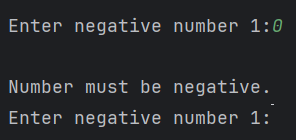 Enter negative number 1:0
Number must be negative.
Enter negative number 1: